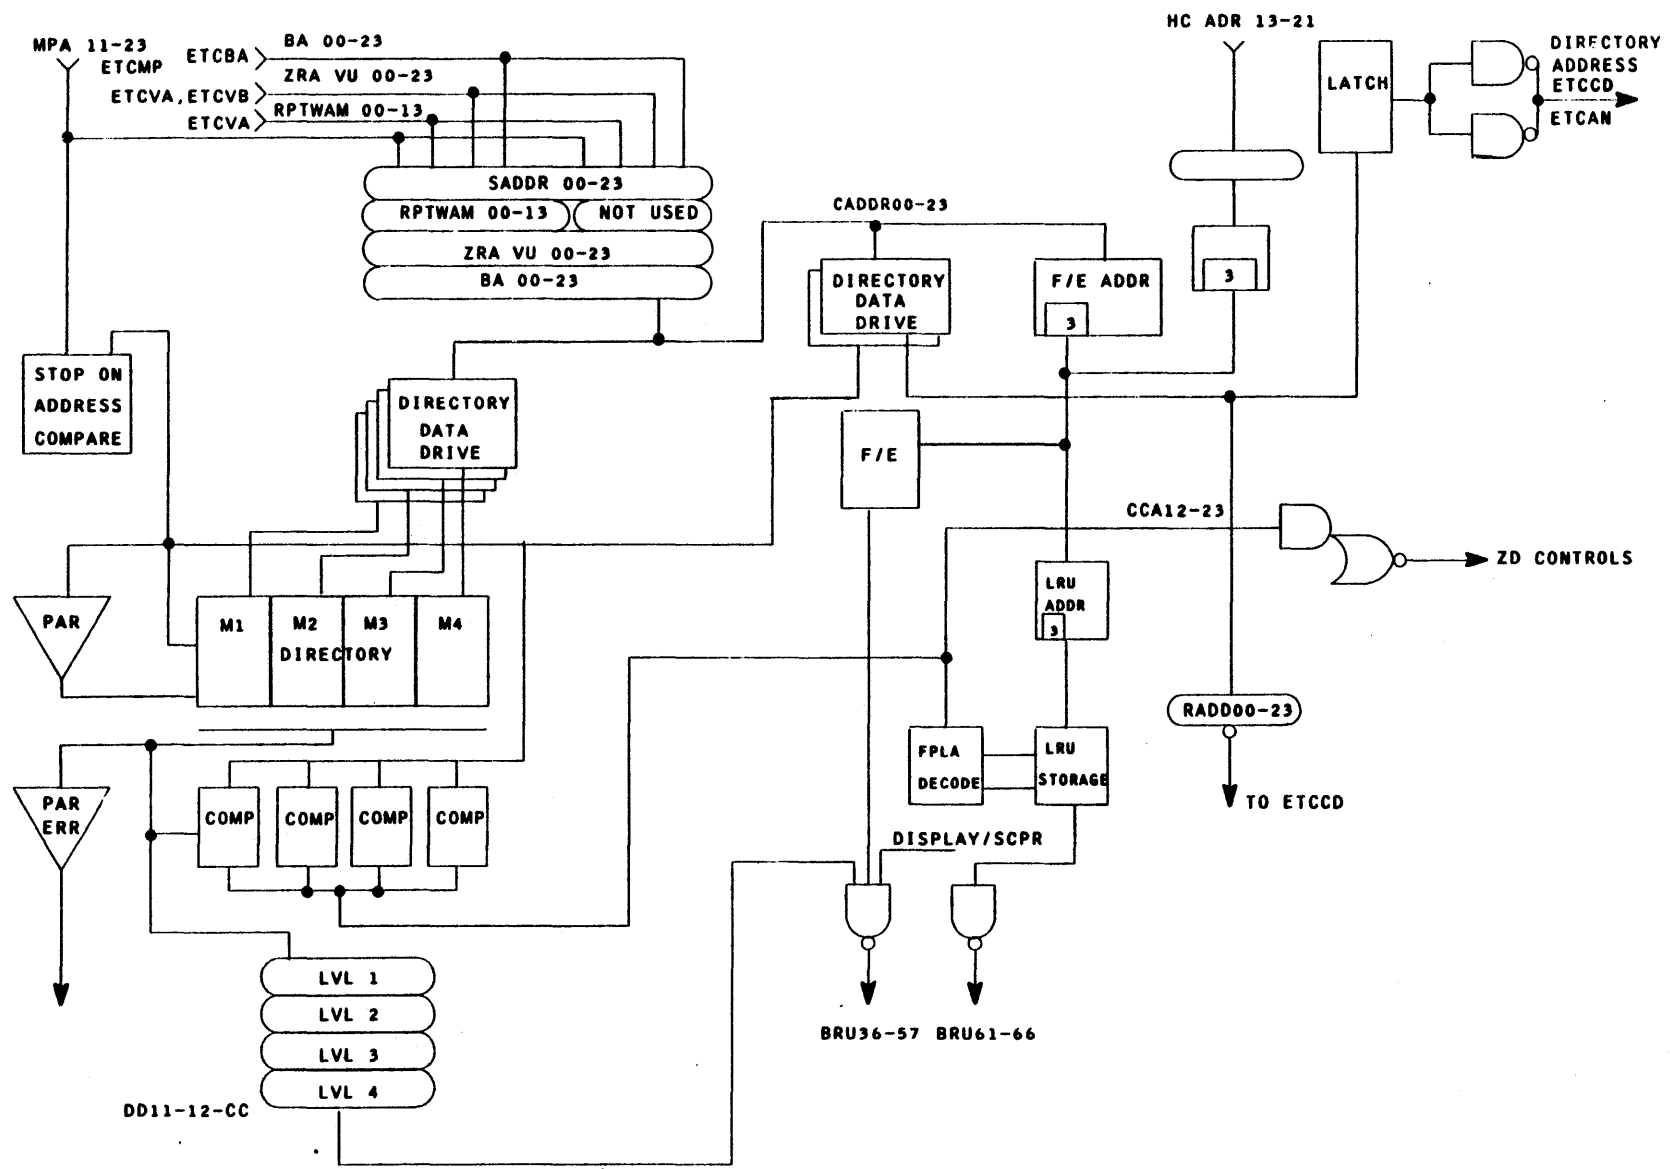 MPA 11-23
ETCMP
ETCBA
BA 00-23
ZRA VU 00-23
ETCVA,ETCVB
RPTWAM 00-13
ETCVA
HC ADR 13-21
LATCH
DIRECTORY
ADDRESS
ETCCD
ETCAN
SADDR 00-23
RPTWAM 00-13
NOT USED
ZRA VU 00-23
BA 00-23
CADDR00-23
DIRECTORY
DATA
DRIVE
F/E ADDR
3
3
STOP ON
ADDRESS
COMPARE
DIRECTORY
DATA
DRIVE
F/E
CCA12-23
ZD CONTROLS
LRU
ADDR
3
PAR
M1
M2
M3
M4
DIRECTORY
RADD00-23
TO ETCCD
FPLA
DECODE
LRU
STORAGE
PAR
ERR
COMP
COMP
COMP
COMP
DISPLAY/SCPR
LVL 1
LVL 2
LVL 3
LVL 4
BRU36-57
BRU61-66
DD11-12-CC